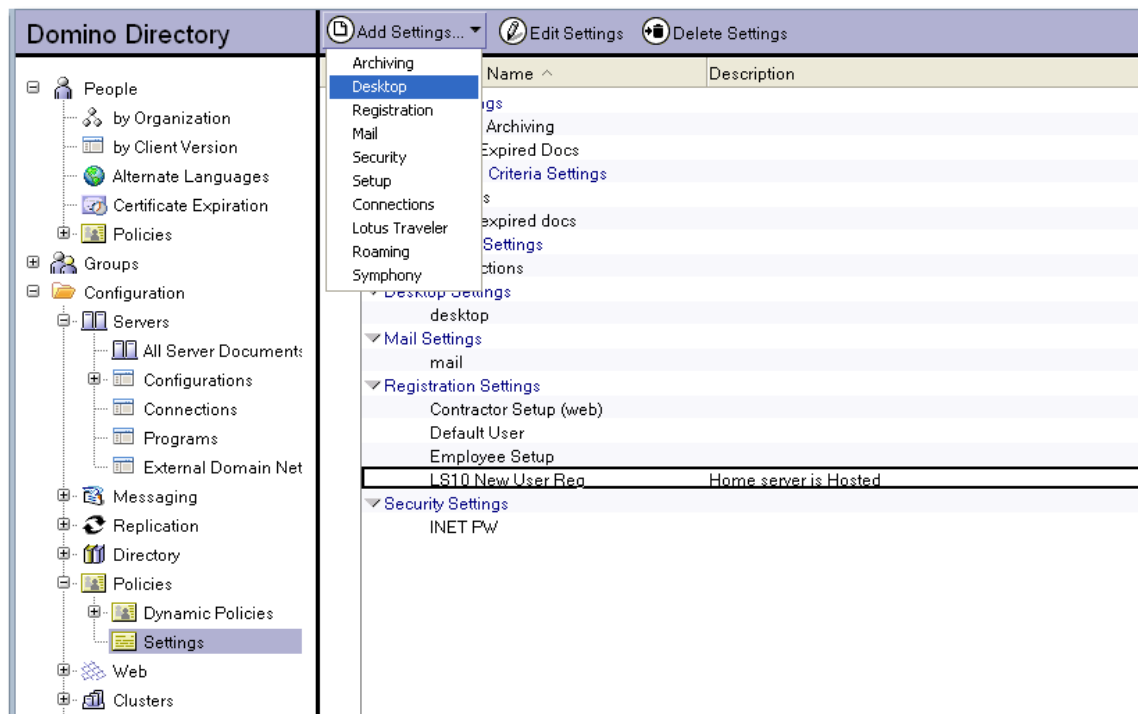 Domino Directory
Add Settings...
Edit Settings
Delete Settings
People
by Organization
by Client Version
Alternate Languages
Certificate Expiration
Policies
Groups
Configuration
Servers
All Server Documents
Configurations
Connections
Programs
External Domain Net
Messaging
Replication
Directory
Policies
Dynamic Policies
Settings
Web
Clusters
Archiving
Desktop
Registration
Mail
Security
Setup
Connections
Lotus Traveler
Roaming
Symphony
Name
Description
Archiving
Expired Docs
Criteria Settings
expired docs
Settings
Desktop Settings
desktop
Mail Settings
mail
Registration Settings
Contractor Setup (web)
Default User
Employee Setup
LS10 New User Reg
Home server is Hosted
Security Settings
INET PW